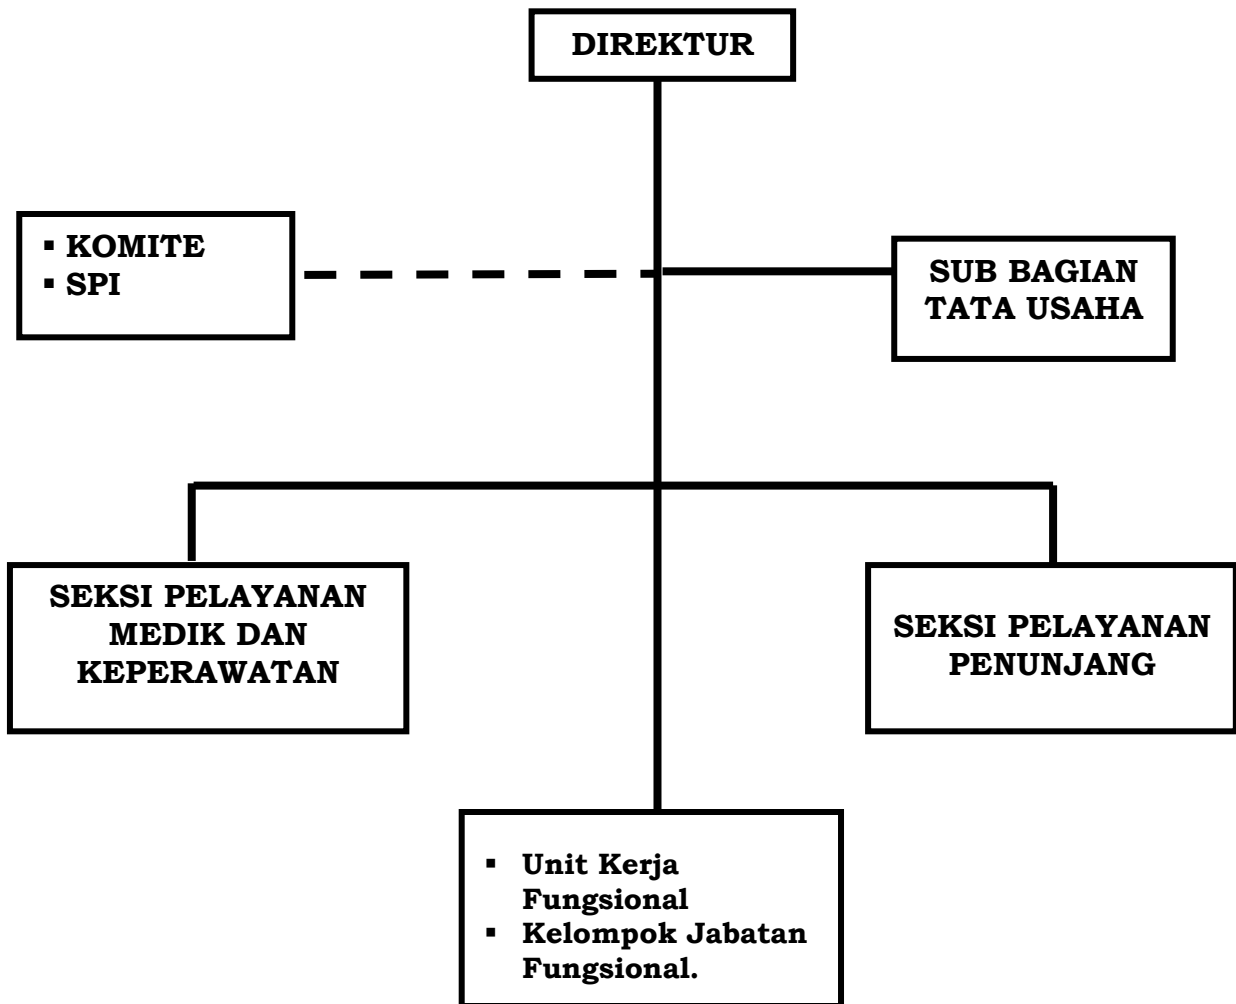 DIREKTUR
▪ KOMITE
▪ SPI
SUB BAGIAN
TATA USAHA
SEKSI PELAYANAN
MEDIK DAN
KEPERAWATAN
SEKSI PELAYANAN
PENUNJANG
▪ Unit Kerja
Fungsional
▪ Kelompok Jabatan
Fungsional.